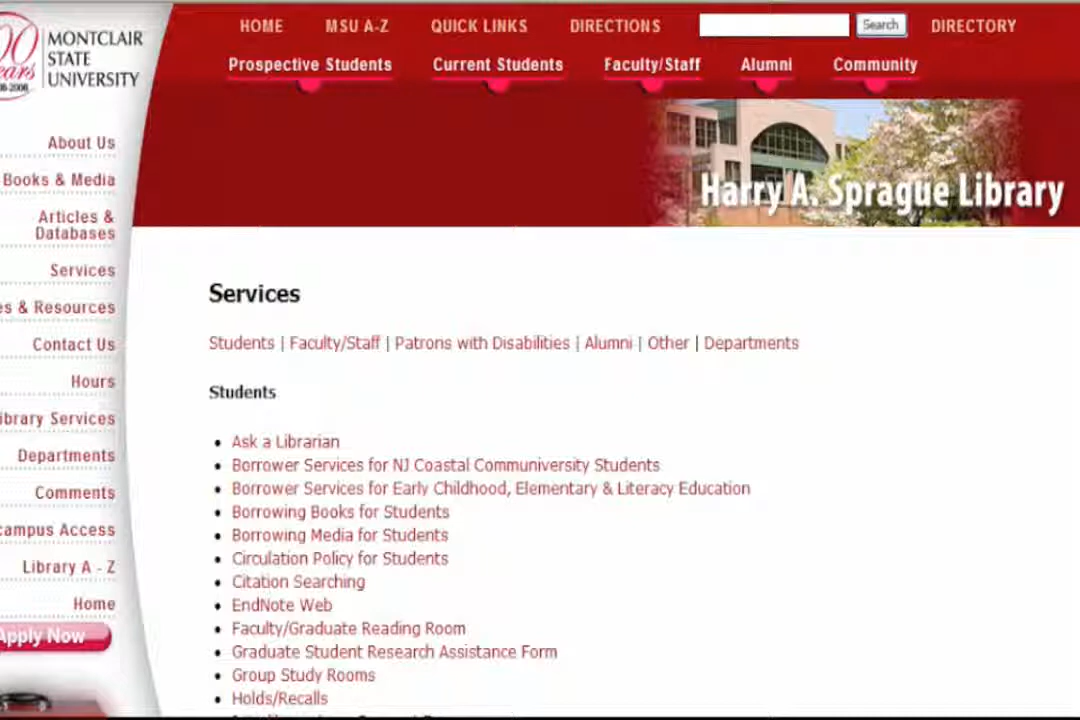 HOME MSU A-Z QUICK LINKS DIRECTIONS Search DIRECTORY
MONTCLAIR
STATE
UNIVERSITY
Prospective Students Current Students Faculty/Staff Alumni Community
Harry A. Sprague Library
About Us
Books & Media
Articles &
Databases
Services
& Resources
Contact Us
Hours
Services
Departments
Comments
Access
Library A - Z
Home
Apply Now
Services
Students | Faculty/Staff | Patrons with Disabilities | Alumni | Other | Departments
Students
• Ask a Librarian
• Borrower Services for NJ Coastal Communiversity Students
• Borrower Services for Early Childhood, Elementary & Literacy Education
• Borrowing Books for Students
• Borrowing Media for Students
• Circulation Policy for Students
• Citation Searching
• EndNote Web
• Faculty/Graduate Reading Room
• Graduate Student Research Assistance Form
• Group Study Rooms
• Holds/Recalls